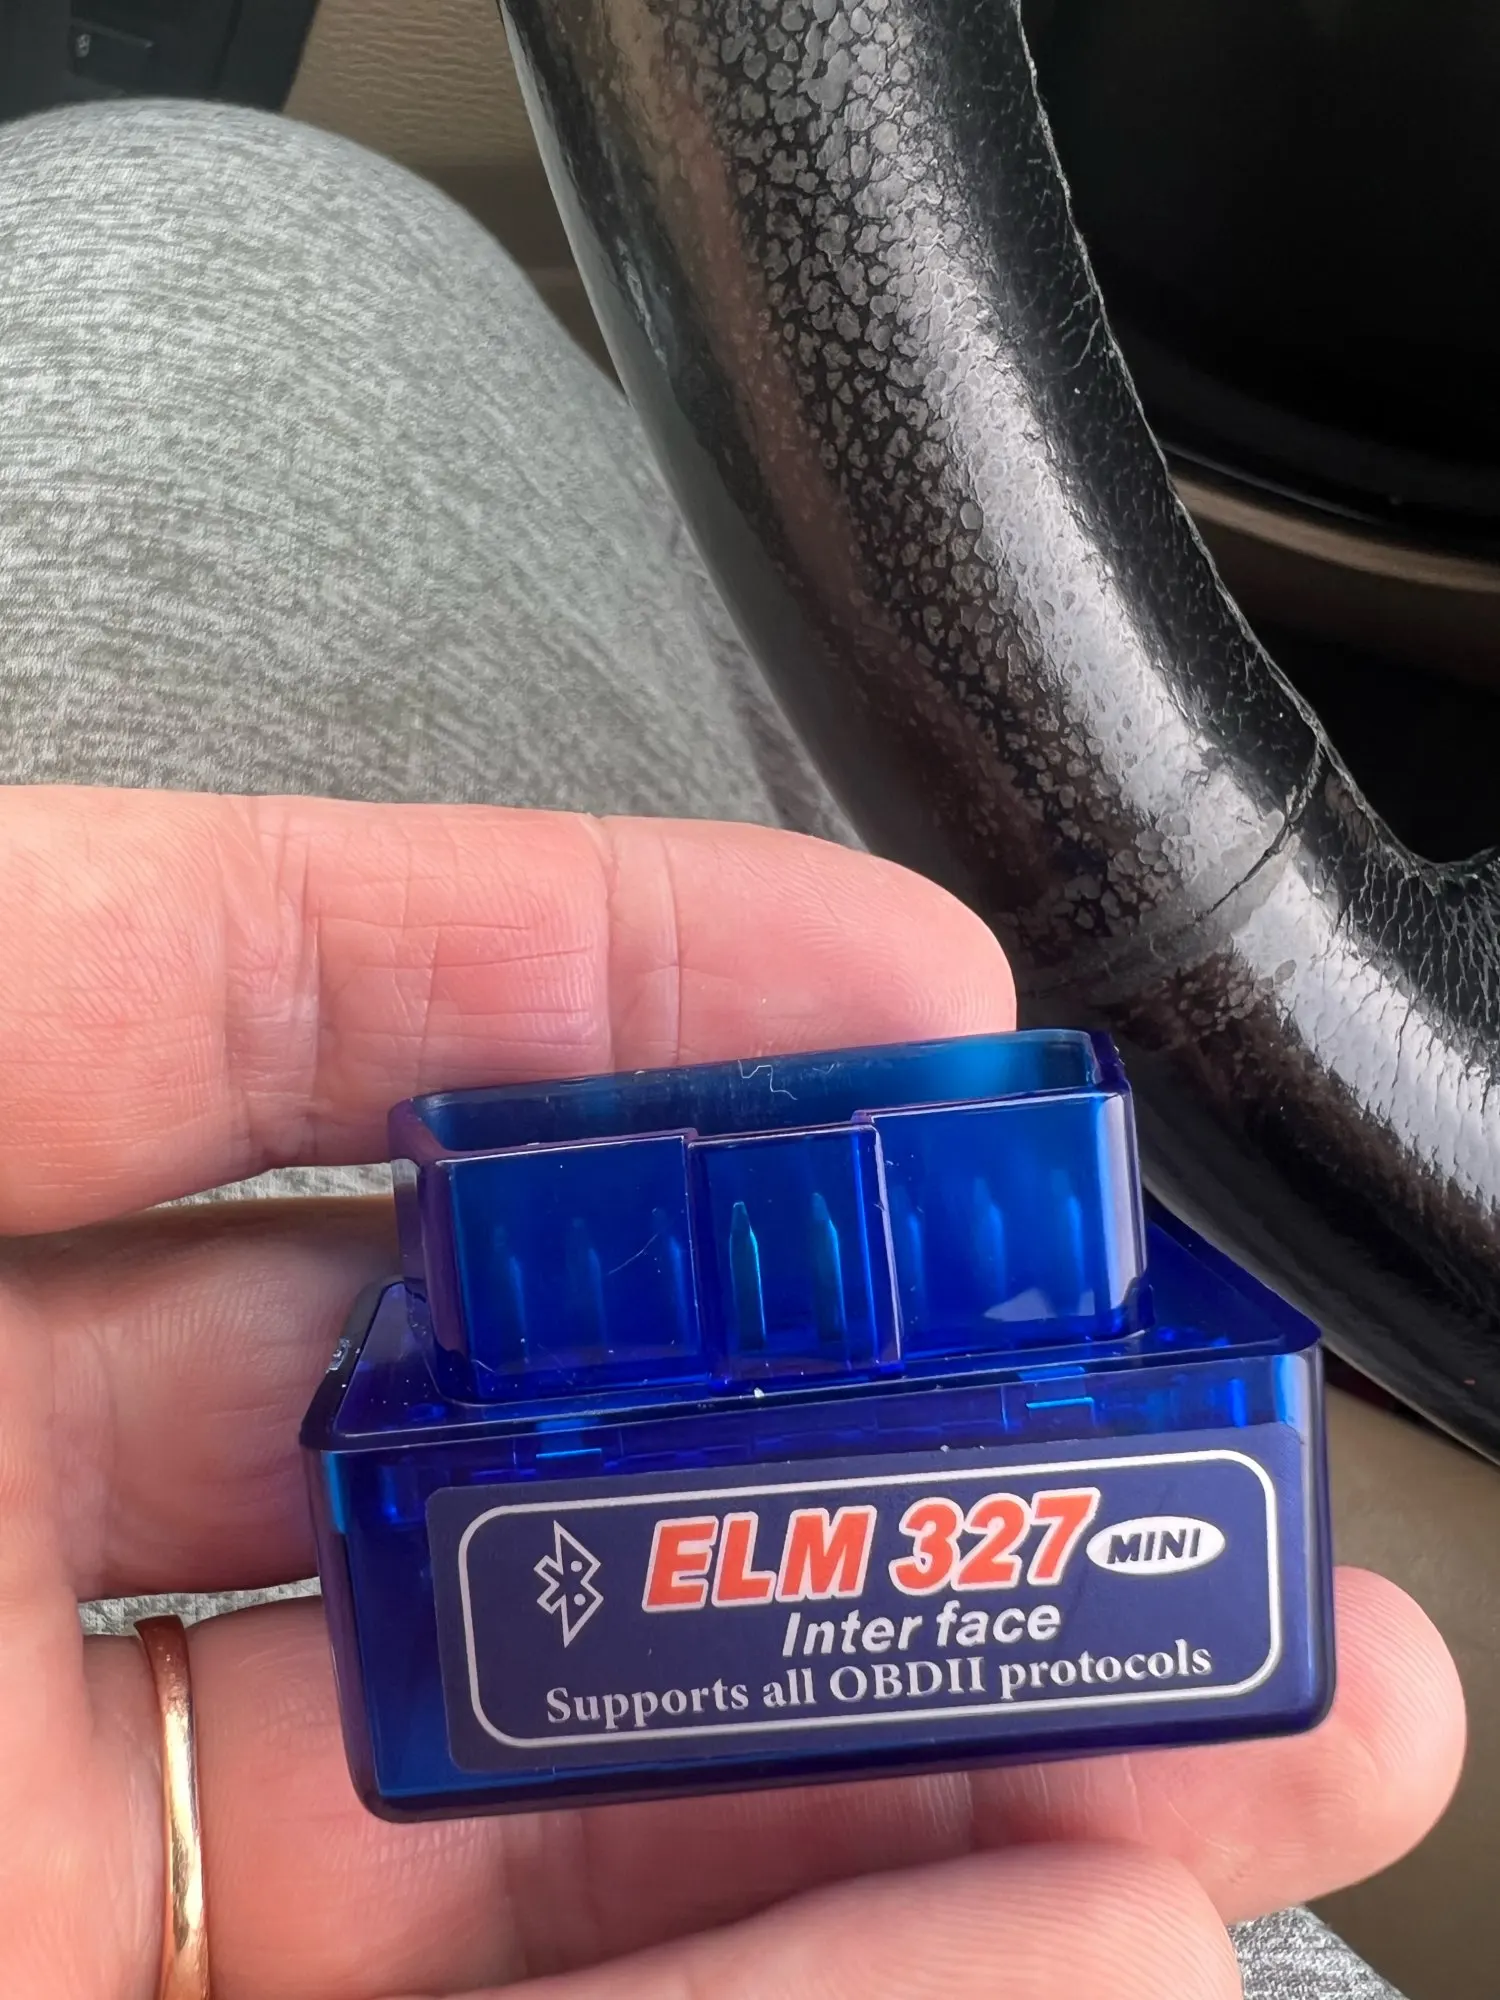 ELM 327 MINI
Inter face
Supports all OBDII protocols